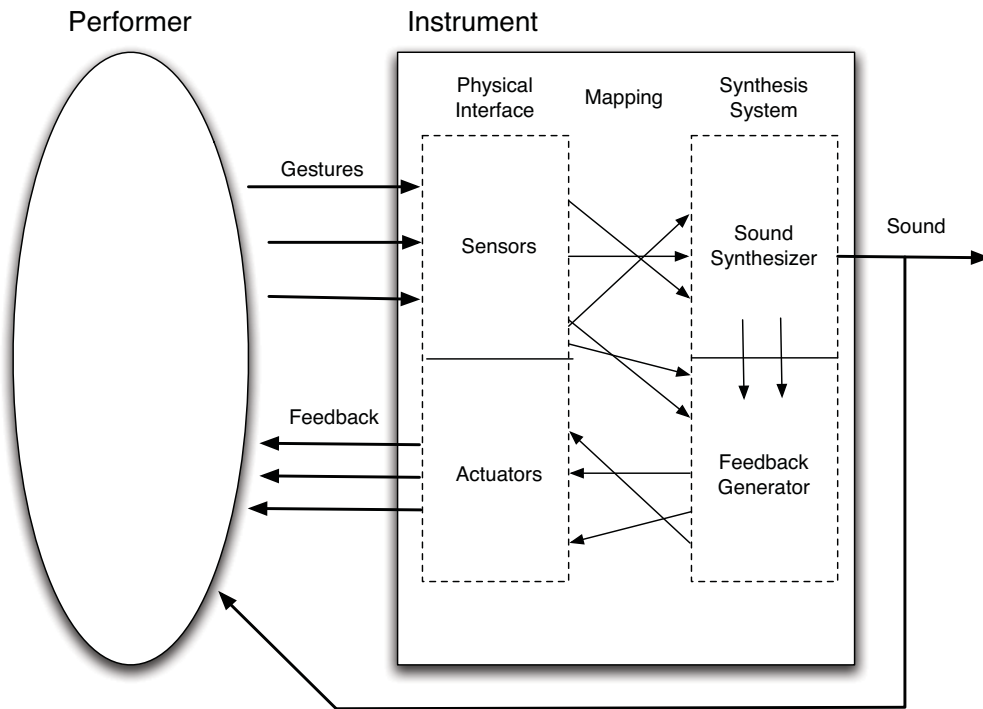 Performer
Instrument
Physical
Interface
Mapping
Synthesis
System
Gestures
Sensors
Sound
Synthesizer
Sound
Feedback
Actuators
Feedback
Generator